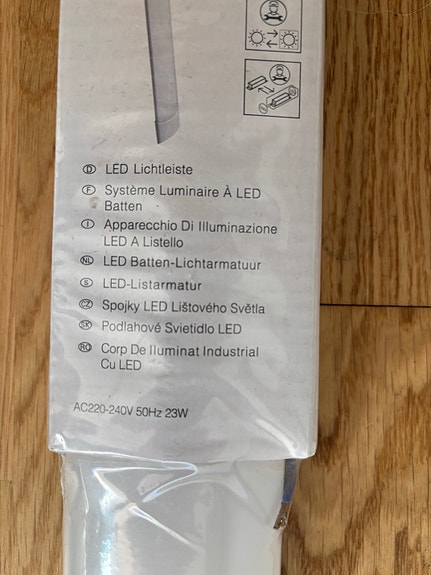 D LED Lichtleiste
F Système Luminaire À LED
Batten
I Apparecchio Di Illuminazione
LED A Listello
NL LED Batten-Lichtarmatuur
S LED-Listarmatur
CZ Spojky LED Lištového Světla
SK Podlahové Svietidlo LED
RO Corp De Iluminat Industrial
Cu LED
AC220-240V 50Hz 23W